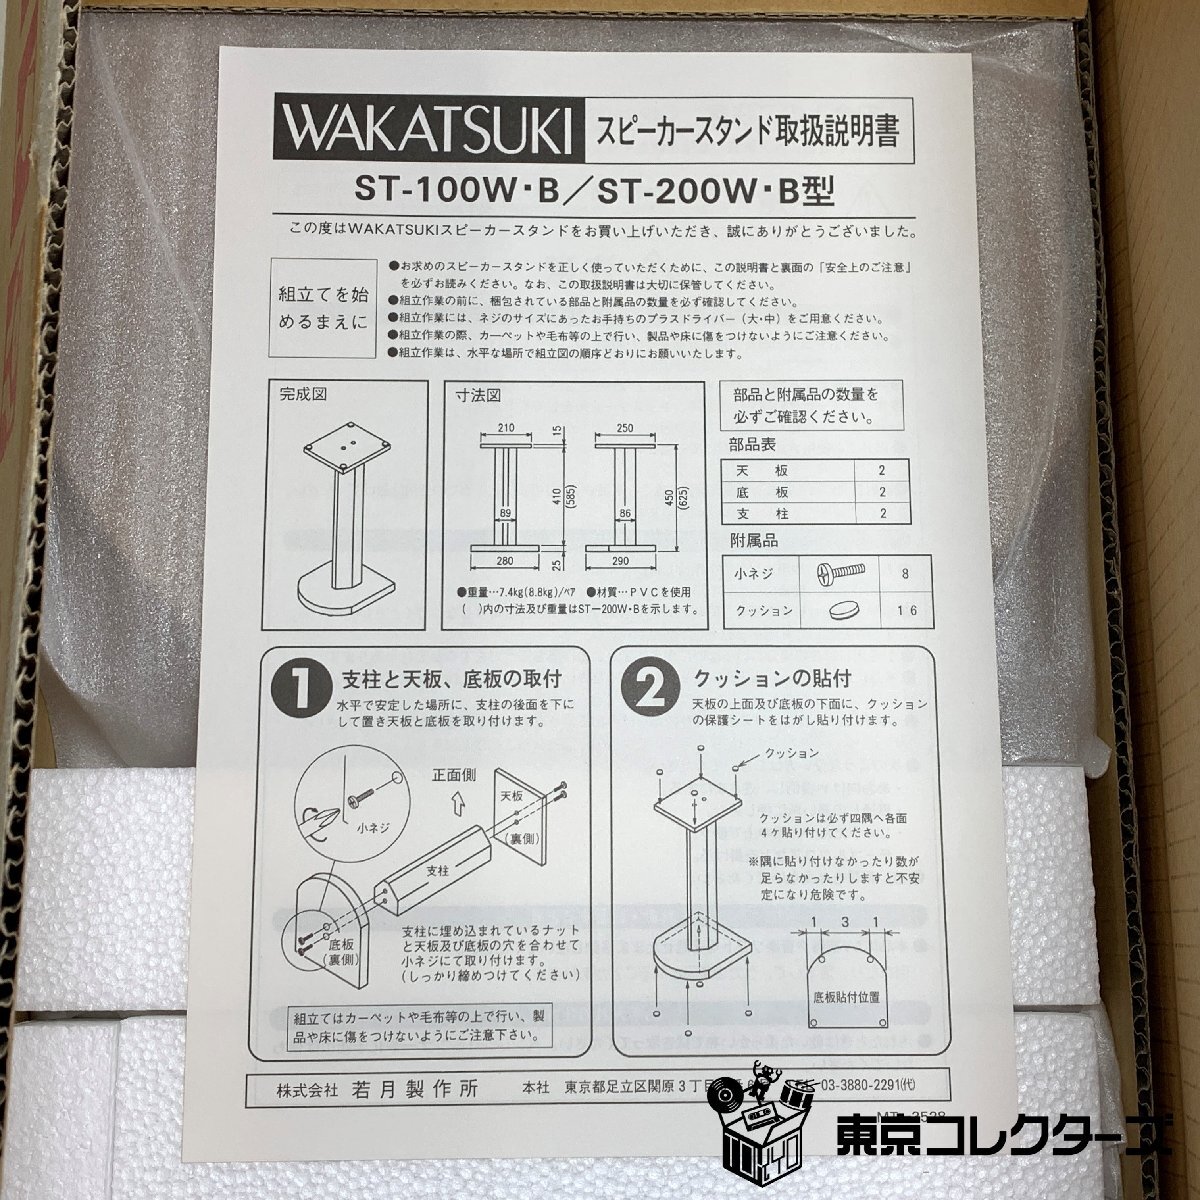 WAKATSUKI スピーカースタンド取扱説明書
ST-100W・B／ST-200W・B型
この度はWAKATSUKIスピーカースタンドをお買い上げいただき、誠にありがとうございました。
組立てを始
めるまえに
●お求めのスピーカースタンドを正しく使っていただくために、この説明書と裏面の「安全上のご注意」
を必ずお読みください。なお、この取扱説明書は大切に保管してください。
●組立作業の前に、梱包されている部品と附属品の数量を必ず確認してください。
●組立作業には、ネジのサイズにあったお手持ちのプラスドライバー（大・中）をご用意ください。
●組立作業の際、カーペットや毛布等の上で行い、製品や床に傷をつけないようにご注意ください。
●組立作業は、水平な場所で組立図の順序どおりにお願いいたします。
完成図
寸法図
210
15
250
410
(585)
450
(625)
89
86
280
25
290
●重量…7.4kg(8.8kg)/ペア ●材質…PVCを使用
( )内の寸法及び重量はSTー200W・Bを示します。
部品と附属品の数量を
必ずご確認ください。
部品表
天 板 2
底 板 2
支 柱 2
附属品
小ネジ 8
クッション 16
1 支柱と天板、底板の取付
水平で安定した場所に、支柱の後面を下に
して置き天板と底板を取り付けます。
正面側
小ネジ
天板
(裏側)
支柱
底板
(裏側)
支柱に埋め込まれているナット
と天板及び底板の穴を合わせて
小ネジにて取り付けます。
(しっかり締めつけてください)
組立てはカーペットや毛布等の上で行い、製
品や床に傷をつけないようにご注意下さい。
2 クッションの貼付
天板の上面及び底板の下面に、クッション
の保護シートをはがし貼り付けます。
クッション
クッションは必ず四隅へ各面
4ケ貼り付けてください。
※隅に貼り付けなかったり数が
足らなかったりしますと不安
定になり危険です。
1 3 1
底板貼付位置
株式会社 若月製作所 本社 東京都足立区関原3丁目 03-3880-2291(代)
東京コレクターズ